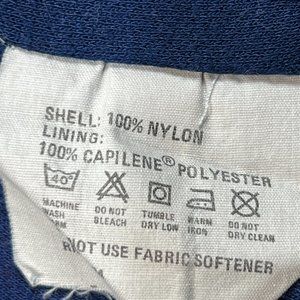 SHELL: 100% NYLON
LINING:
100% CAPILENE® POLYESTER
40
MACHINE
WASH
DO NOT
BLEACH
TUMBLE
DRY LOW
WARM
IRON
DO NOT
DRY CLEAN
USE FABRIC SOFTENER